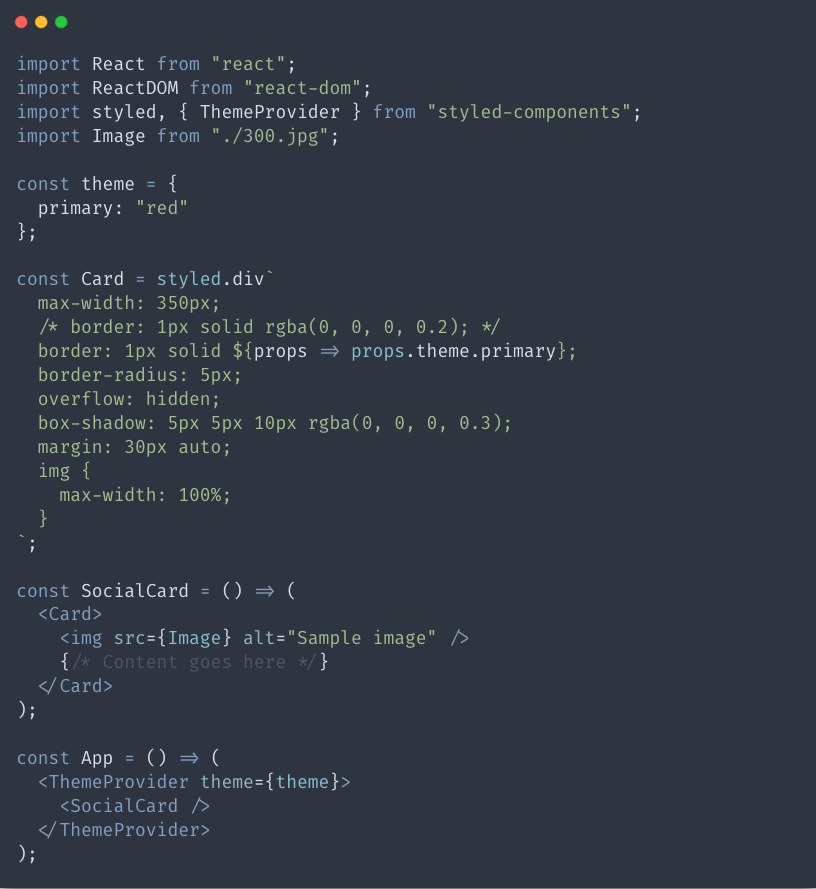 import React from "react";
import ReactDOM from "react-dom";
import styled, { ThemeProvider } from "styled-components";
import Image from "./300.jpg";

const theme = {
  primary: "red"
};

const Card = styled.div`
  max-width: 350px;
  /* border: 1px solid rgba(0, 0, 0, 0.2); */
  border: 1px solid ${props => props.theme.primary};
  border-radius: 5px;
  overflow: hidden;
  box-shadow: 5px 5px 10px rgba(0, 0, 0, 0.3);
  margin: 30px auto;
  img {
    max-width: 100%;
  }
`;

const SocialCard = () => (
  <Card>
    <img src={Image} alt="Sample image" />
    {/* Content goes here */}
  </Card>
);

const App = () => (
  <ThemeProvider theme={theme}>
    <SocialCard />
  </ThemeProvider>
);